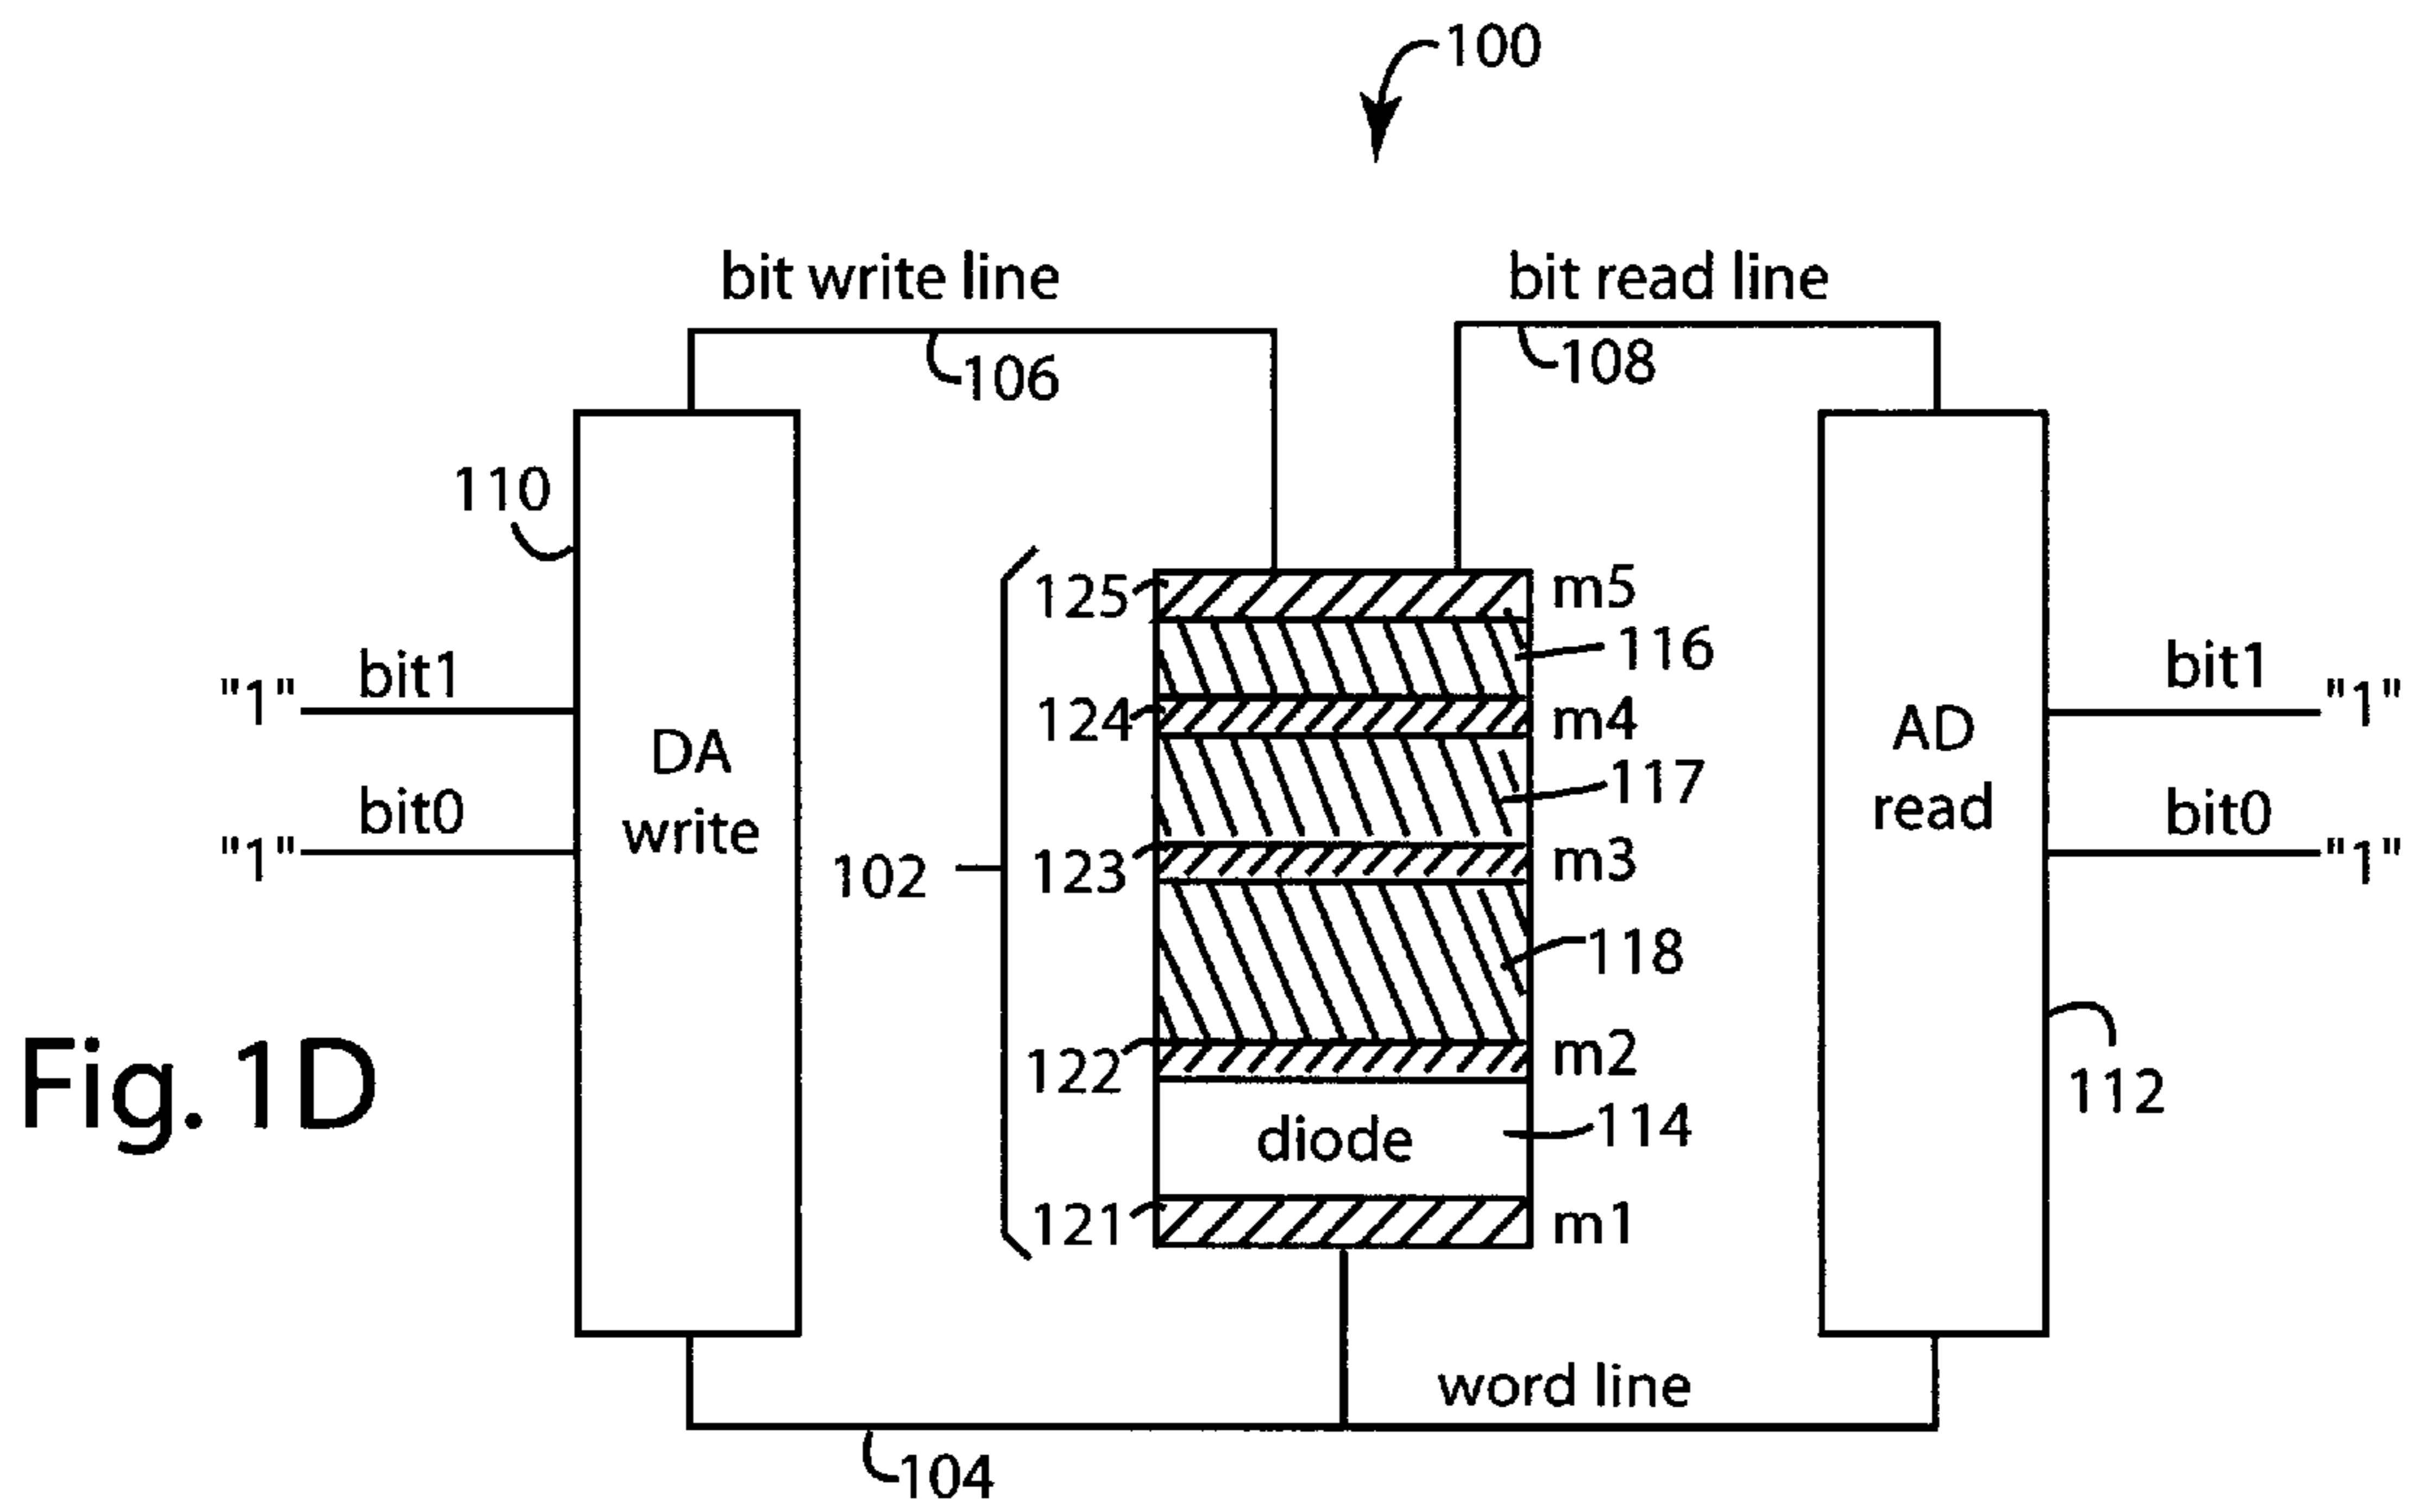 100
bit write line
bit read line
106
108
110
125
m5
116
bit1
"1"
124
m4
117
DA
write
bit0
"1"
102
123
m3
118
AD
read
bit1
"1"
bit0
"1"
122
m2
diode
114
112
Fig. 1D
121
m1
word line
104